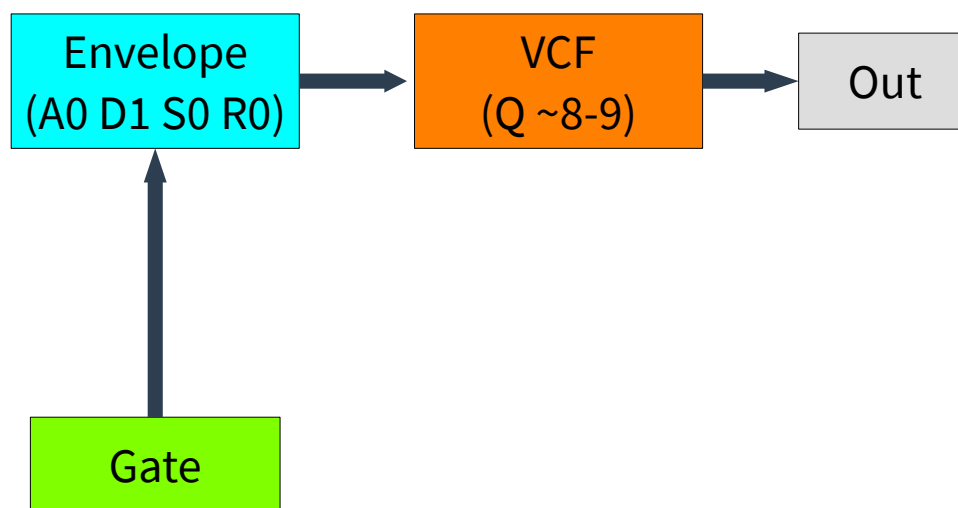 Envelope
(A0 D1 S0 R0)
VCF
(Q ~8-9)
Out
Gate